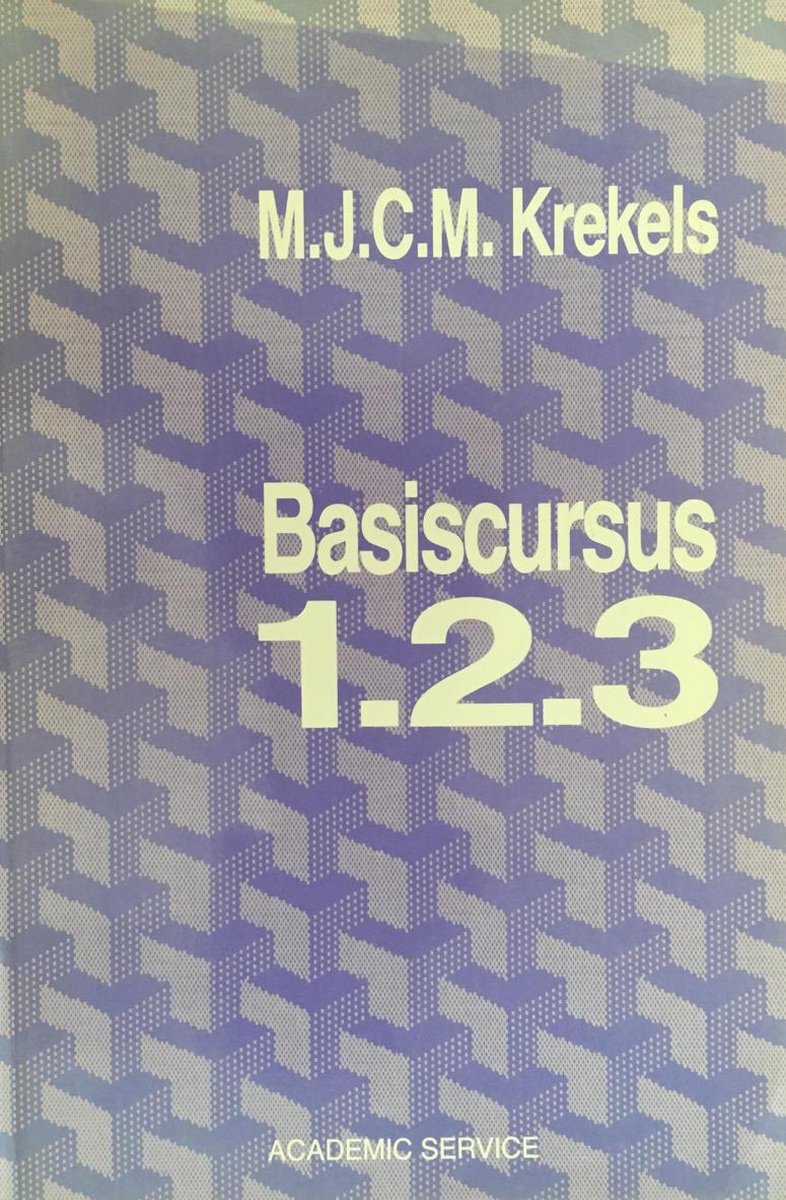 M.J.C.M. Krekels
Basiscursus
1.2.3
ACADEMIC SERVICE